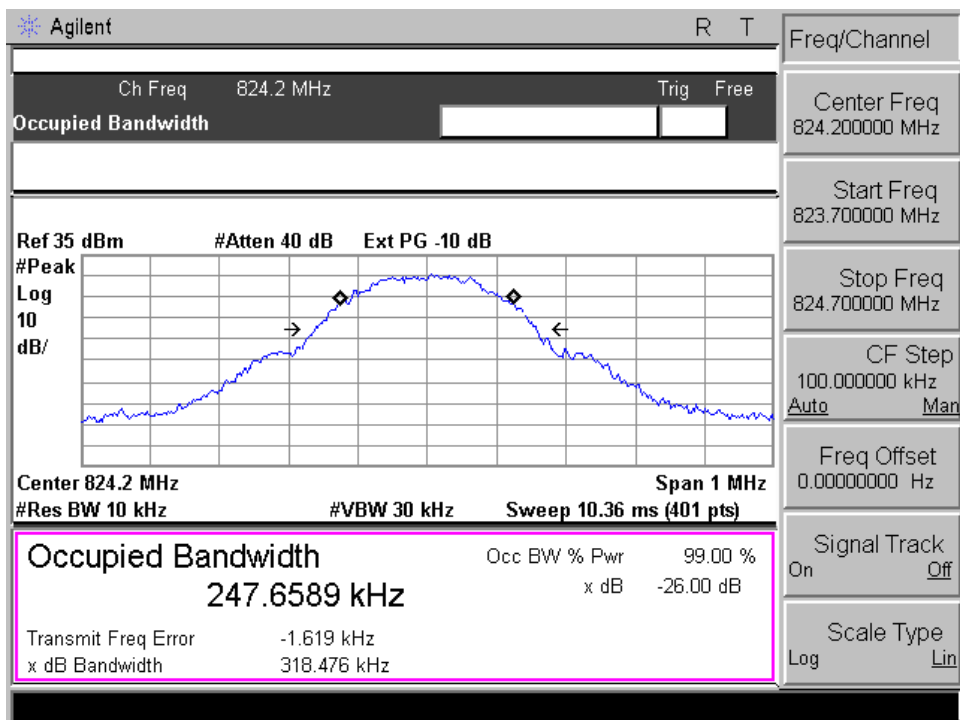 Agilent R T
Ch Freq 824.2 MHz Trig Free
Occupied Bandwidth
Ref 35 dBm #Atten 40 dB Ext PG -10 dB
#Peak
Log
10
dB/
Center 824.2 MHz Span 1 MHz
#Res BW 10 kHz #VBW 30 kHz Sweep 10.36 ms (401 pts)
Occupied Bandwidth Occ BW % Pwr 99.00 %
247.6589 kHz x dB -26.00 dB
Transmit Freq Error -1.619 kHz
x dB Bandwidth 318.476 kHz
Freq/Channel
Center Freq
824.200000 MHz
Start Freq
823.700000 MHz
Stop Freq
824.700000 MHz
CF Step
100.000000 kHz
Auto Man
Freq Offset
0.00000000 Hz
Signal Track
On Off
Scale Type
Log Lin